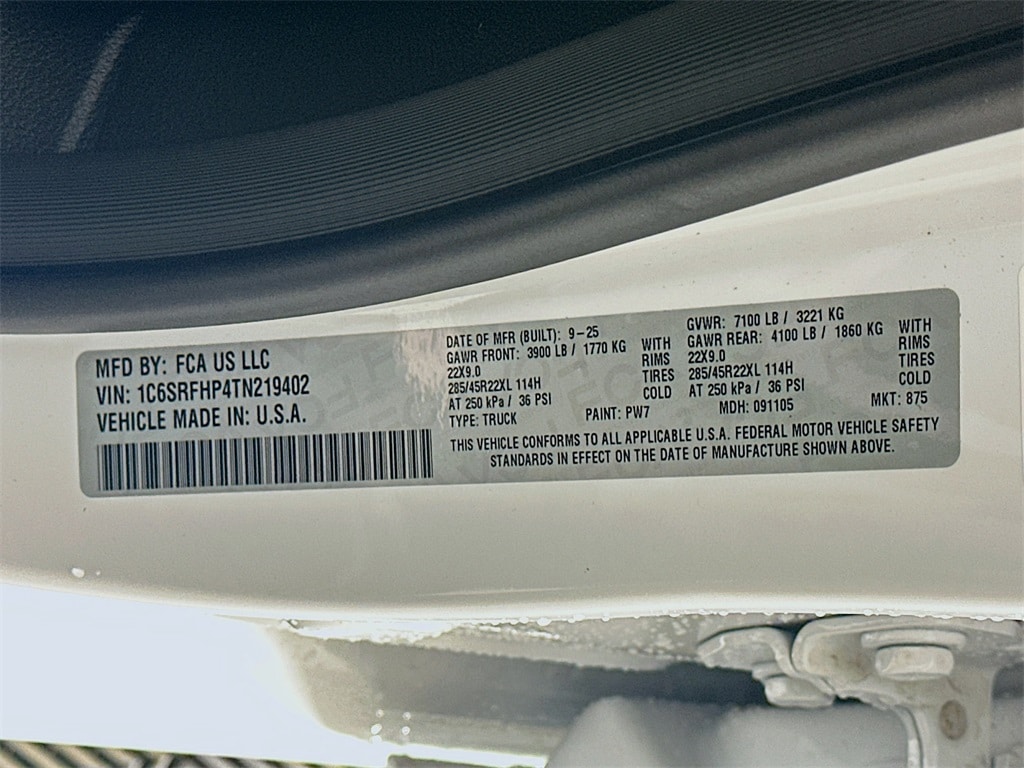 MFD BY: FCA US LLC
VIN: 1C6SRFHP4TN219402
VEHICLE MADE IN: U.S.A.
DATE OF MFR (BUILT): 9-25
GAWR FRONT: 3900 LB / 1770 KG
22X9.0
285/45R22XL 114H
AT 250 kPa / 36 PSI
WITH
RIMS
TIRES
COLD
GVWR: 7100 LB / 3221 KG
GAWR REAR: 4100 LB / 1860 KG
22X9.0
285/45R22XL 114H
AT 250 kPa / 36 PSI
WITH
RIMS
TIRES
COLD
TYPE: TRUCK PAINT: PW7 MDH: 091105 MKT: 875
THIS VEHICLE CONFORMS TO ALL APPLICABLE U.S.A. FEDERAL MOTOR VEHICLE SAFETY
STANDARDS IN EFFECT ON THE DATE OF MANUFACTURE SHOWN ABOVE.